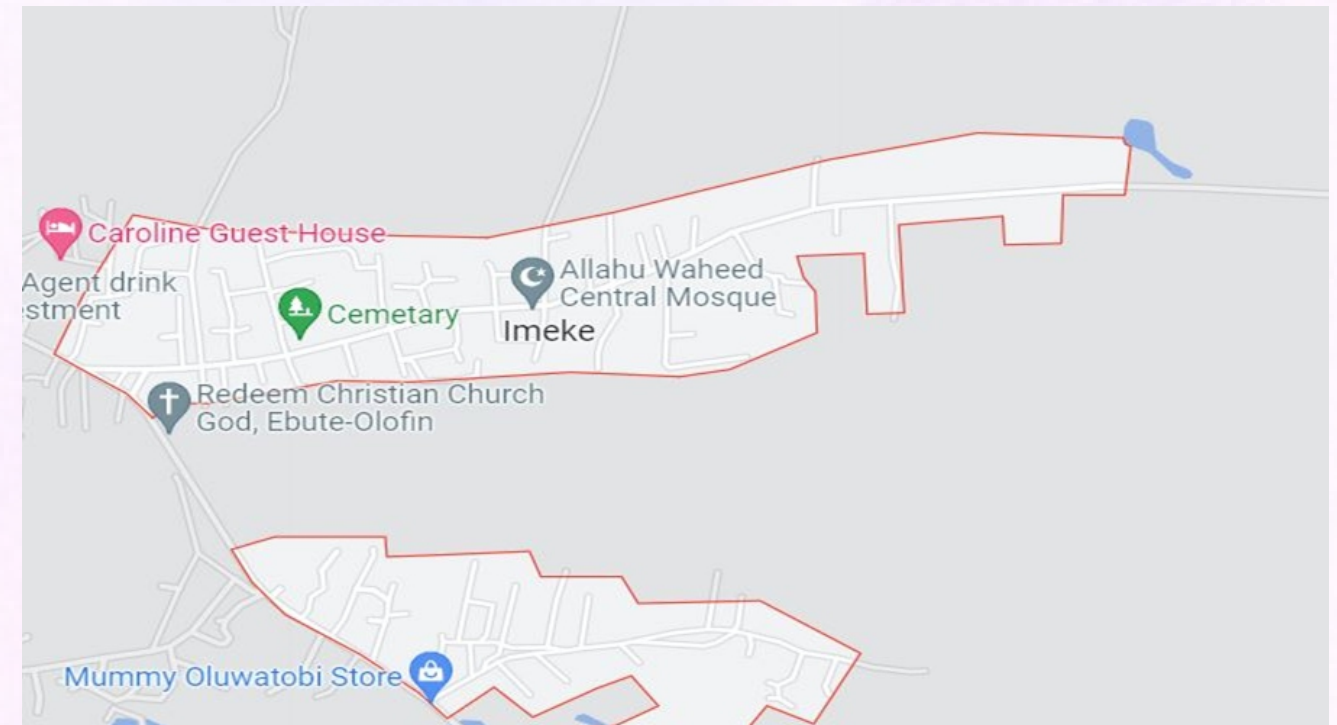 Caroline Guest House
Agent drink
stment
Cemetary
Allahu Waheed
Central Mosque
Imeke
Redeem Christian Church
God, Ebute-Olofin
Mummy Oluwatobi Store